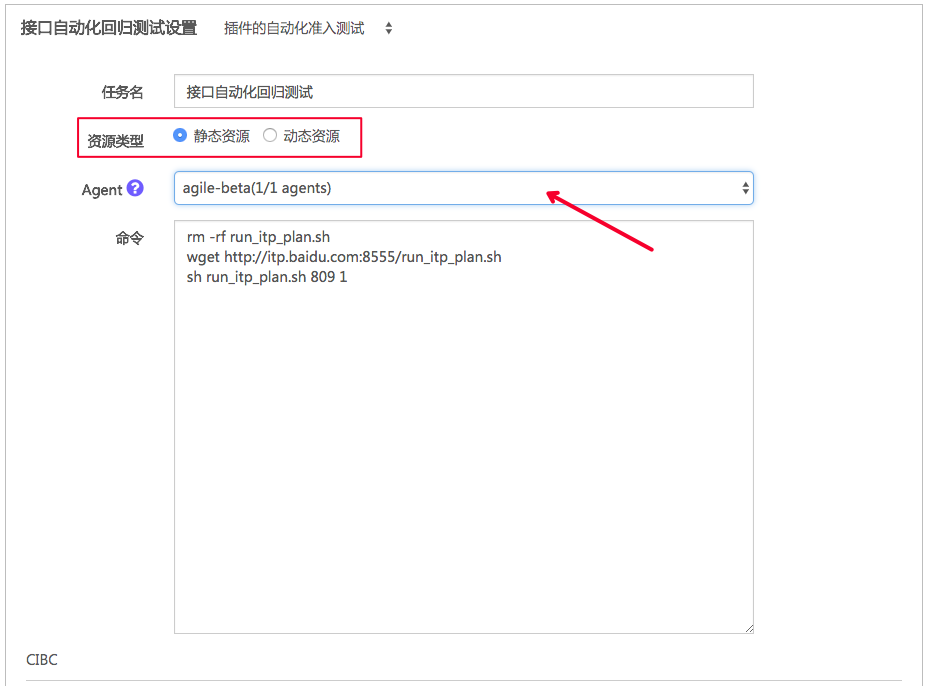 接口自动化回归测试设置 插件的自动化准入测试
任务名 接口自动化回归测试
资源类型 静态资源 动态资源
Agent ? agile-beta(1/1 agents)
命令 rm -rf run_itp_plan.sh
wget http://itp.baidu.com:8555/run_itp_plan.sh
sh run_itp_plan.sh 809 1
CIBC